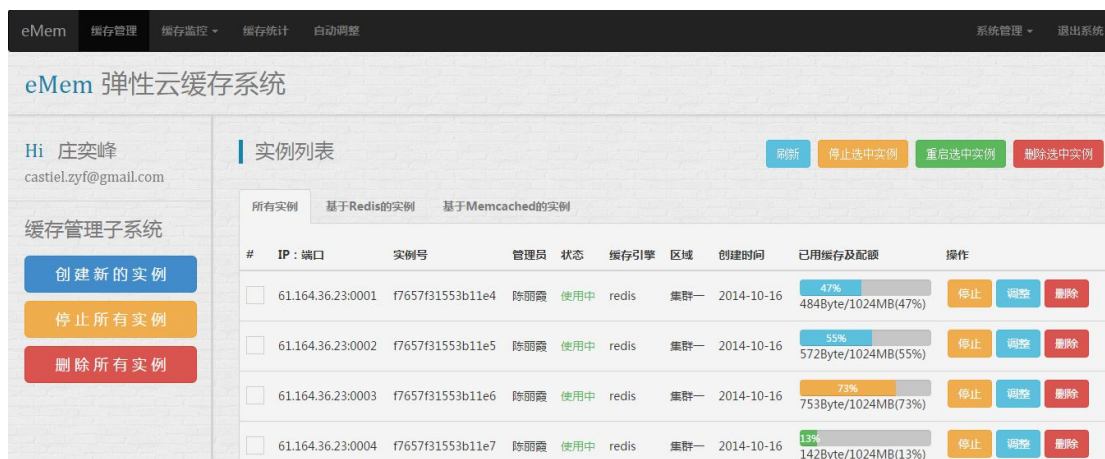 eMem 缓存管理 缓存监控 缓存统计 自动调整 系统管理 退出系统
eMem 弹性云缓存系统
Hi 庄奕峰
castiel.zyf@gmail.com
缓存管理子系统
创建新的实例
停止所有实例
删除所有实例
实例列表 刷新 停止选中实例 重启选中实例 删除选中实例
所有实例 基于Redis的实例 基于Memcached的实例
# IP：端口 实例号 管理员 状态 缓存引擎 区域 创建时间 已用缓存及配额 操作
61.164.36.23:0001 f7657f31553b11e4 陈丽霞 使用中 redis 集群一 2014-10-16 47% 停止 调整 删除
484Byte/1024MB(47%)
61.164.36.23:0002 f7657f31553b11e5 陈丽霞 使用中 redis 集群一 2014-10-16 55% 停止 调整 删除
572Byte/1024MB(55%)
61.164.36.23:0003 f7657f31553b11e6 陈丽霞 使用中 redis 集群一 2014-10-16 73% 停止 调整 删除
753Byte/1024MB(73%)
61.164.36.23:0004 f7657f31553b11e7 陈丽霞 使用中 redis 集群一 2014-10-16 13% 停止 调整 删除
142Byte/1024MB(13%)